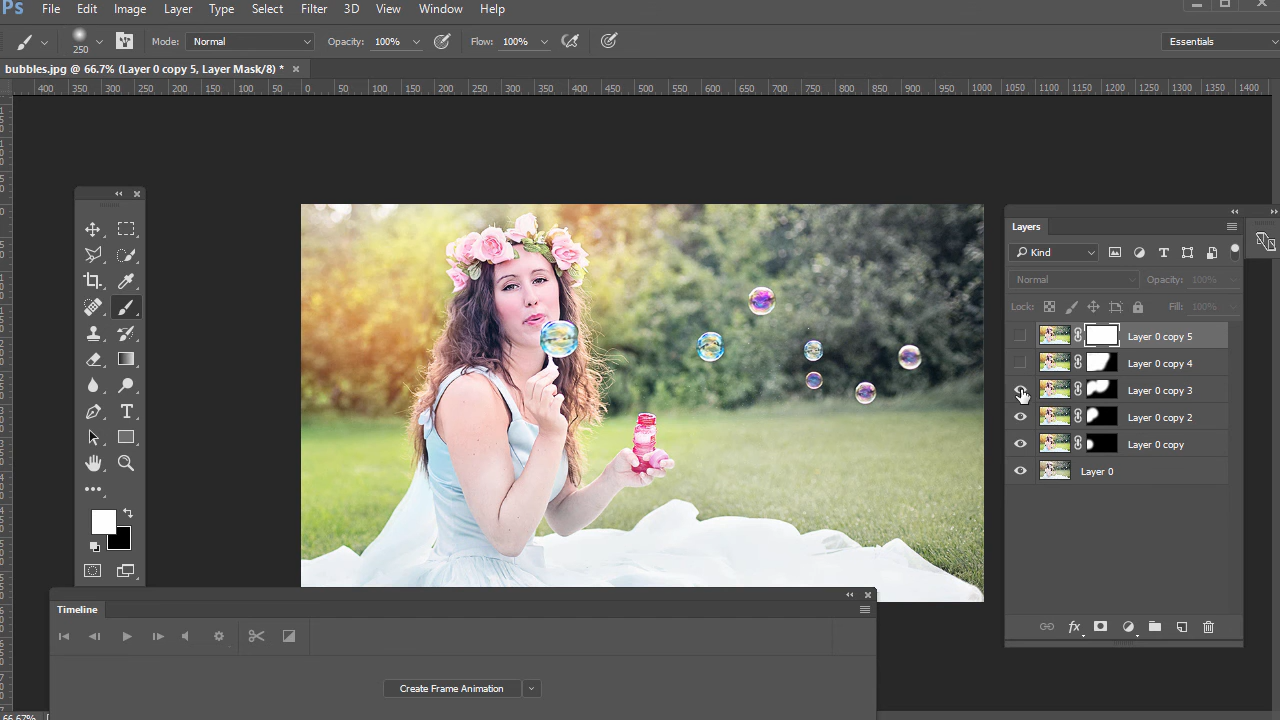 Ps File Edit Image Layer Type Select Filter 3D View Window Help
250 Mode: Normal Opacity: 100% Flow: 100% Essentials
bubbles.jpg @ 66.7% (Layer 0 copy 5, Layer Mask/8) * ×
400 350 300 250 200 150 100 50 0 50 100 150 200 250 300 350 400 450 500 550 600 650 700 750 800 850 900 950 1000 1050 1100 1150 1200 1250 1300 1350 1400
Layers
Kind
Normal Opacity: 100%
Lock: Fill: 100%
Layer 0 copy 5
Layer 0 copy 4
Layer 0 copy 3
Layer 0 copy 2
Layer 0 copy
Layer 0
fx
Timeline
Create Frame Animation
66.67%